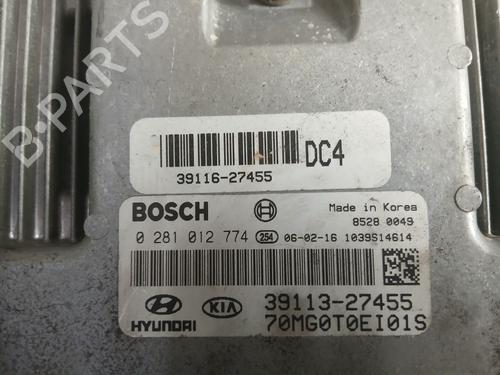 DC4
39116-27455
BOSCH
Made in Korea
8528 0049
0 281 012 774 254 06-02-16 1039S14614
HYUNDAI KIA 39113-27455
70MG0T0EI01S
B-PARTS